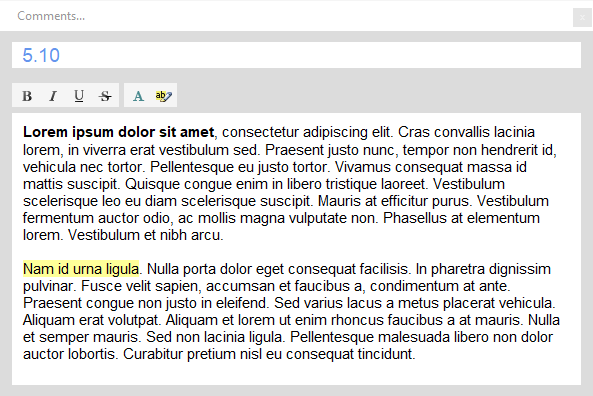 Comments...
x
5.10
B I U S A ab
Lorem ipsum dolor sit amet, consectetur adipiscing elit. Cras convallis lacinia
lorem, in viverra erat vestibulum sed. Praesent justo nunc, tempor non hendrerit id,
vehicula nec tortor. Pellentesque eu justo tortor. Vivamus consequat massa id
mattis suscipit. Quisque congue enim in libero tristique laoreet. Vestibulum
scelerisque leo eu diam scelerisque suscipit. Mauris at efficitur purus. Vestibulum
fermentum auctor odio, ac mollis magna vulputate non. Phasellus at elementum
lorem. Vestibulum et nibh arcu.
Nam id urna ligula. Nulla porta dolor eget consequat facilisis. In pharetra dignissim
pulvinar. Fusce velit sapien, accumsan et faucibus a, condimentum at ante.
Praesent congue non justo in eleifend. Sed varius lacus a metus placerat vehicula.
Aliquam erat volutpat. Aliquam et lorem ut enim rhoncus faucibus a at mauris. Nulla
et semper mauris. Sed non lacinia ligula. Pellentesque malesuada libero non dolor
auctor lobortis. Curabitur pretium nisl eu consequat tincidunt.